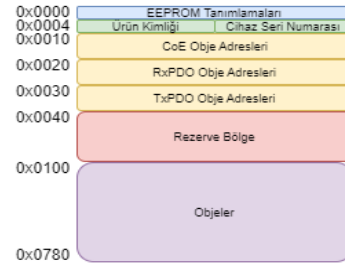 0x0000 EEPROM Tanımlamaları
0x0004 Ürün Kimliği Cihaz Seri Numarası
0x0010 CoE Obje Adresleri
0x0020 RxPDO Obje Adresleri
0x0030 TxPDO Obje Adresleri
0x0040
Rezerve Bölge
0x0100
Objeler
0x0780